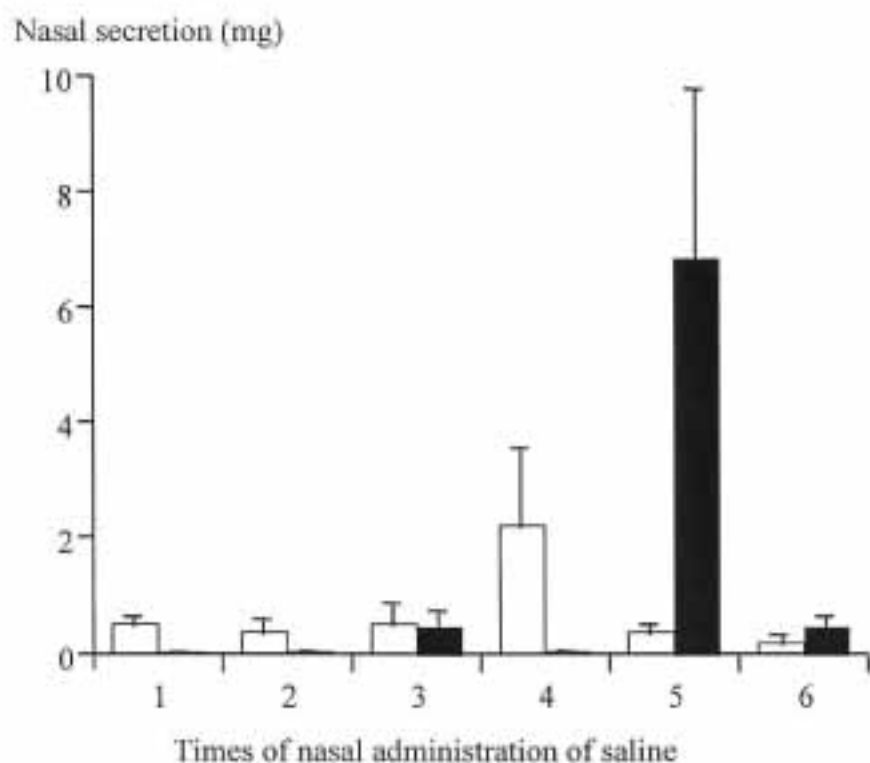 Nasal secretion (mg)
10
8
6
4
2
0
1 2 3 4 5 6
Times of nasal administration of saline